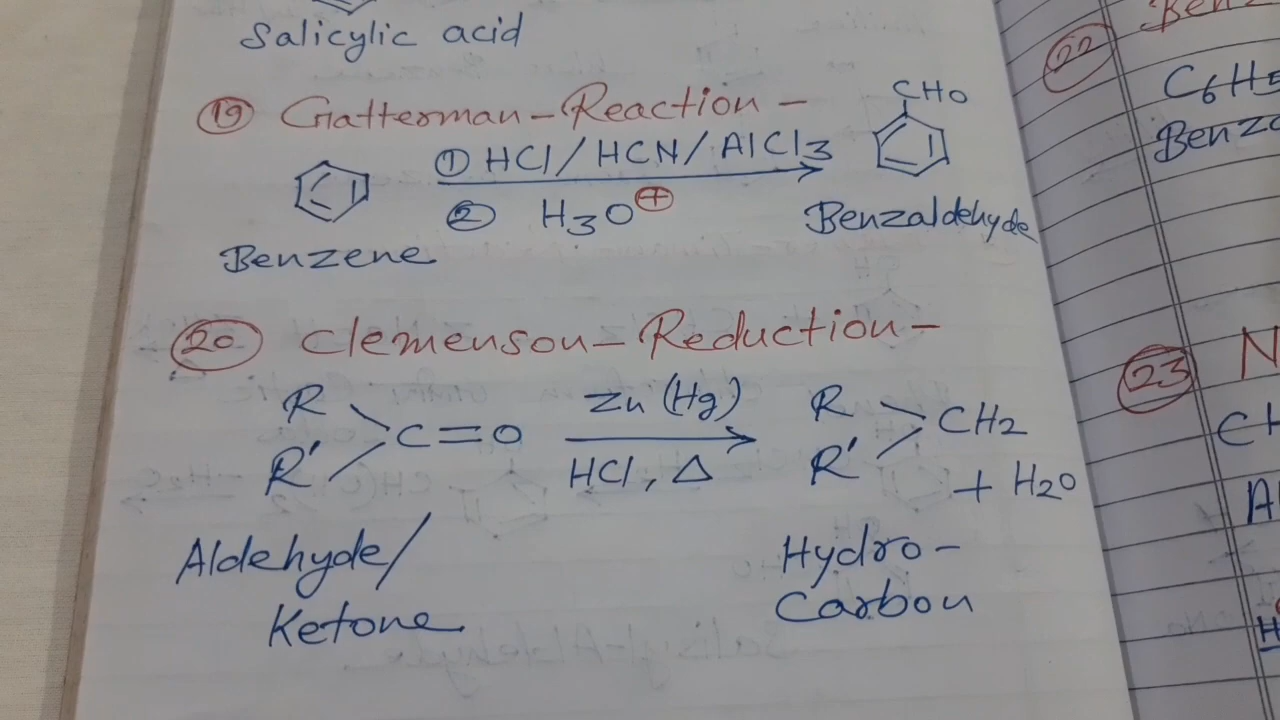 Salicylic acid
19 Gatterman-Reaction -
CHO
① HCl/HCN/AlCl3
② H3O⊕
Benzene
Benzaldehyde
20 Clemenson-Reduction-
R
R'
C=O
Zn (Hg)
HCl, Δ
R
R'
CH2
+ H2O
Aldehyde/
Ketone
Hydro-
Carbon
22
C6H5
23
N
CH